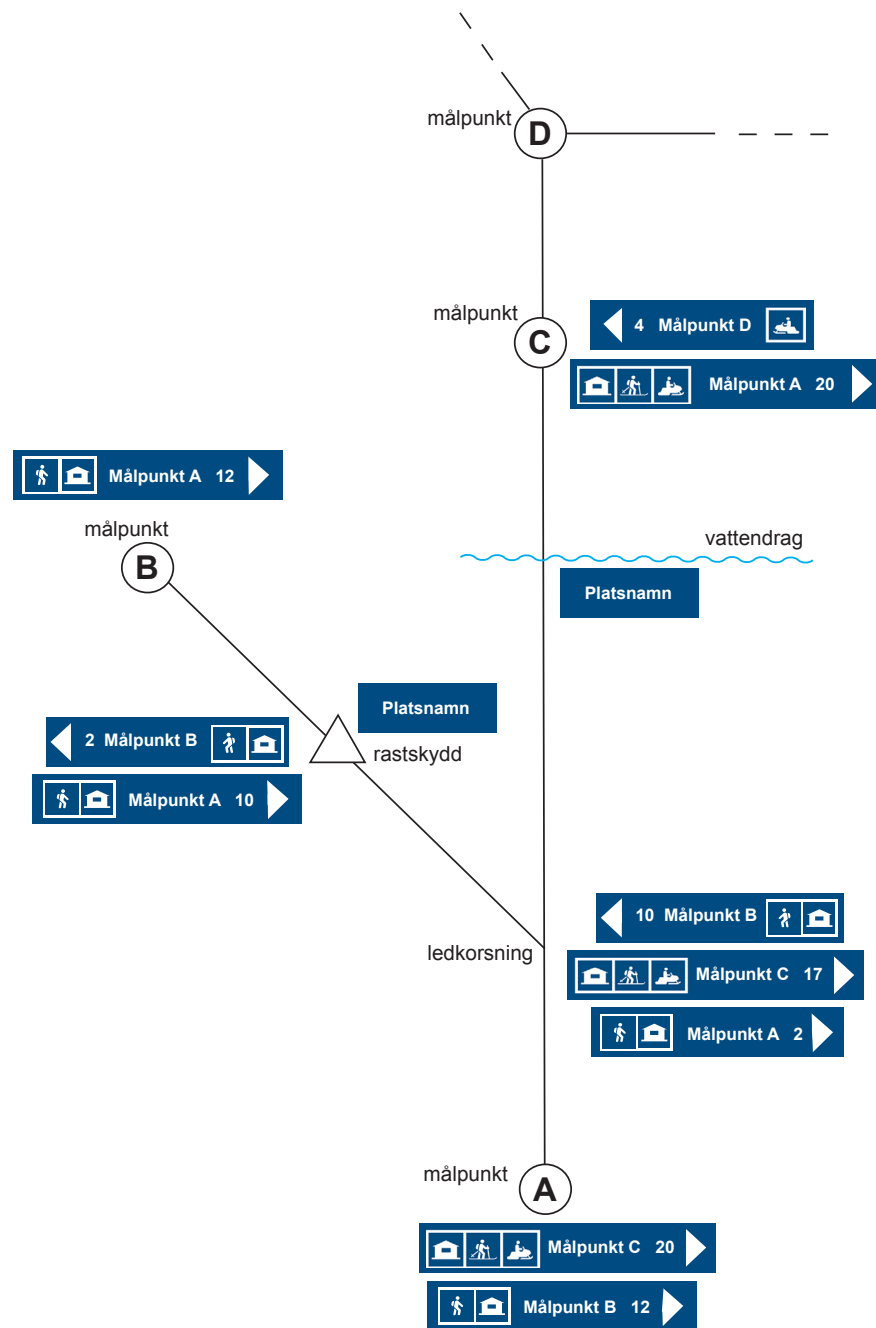 målpunkt
D
målpunkt
C
4 Målpunkt D
Målpunkt A 20
Målpunkt A 12
målpunkt
B
vattendrag
Platsnamn
Platsnamn
2 Målpunkt B
rastskydd
Målpunkt A 10
10 Målpunkt B
ledkorsning
Målpunkt C 17
Målpunkt A 2
målpunkt
A
Målpunkt C 20
Målpunkt B 12